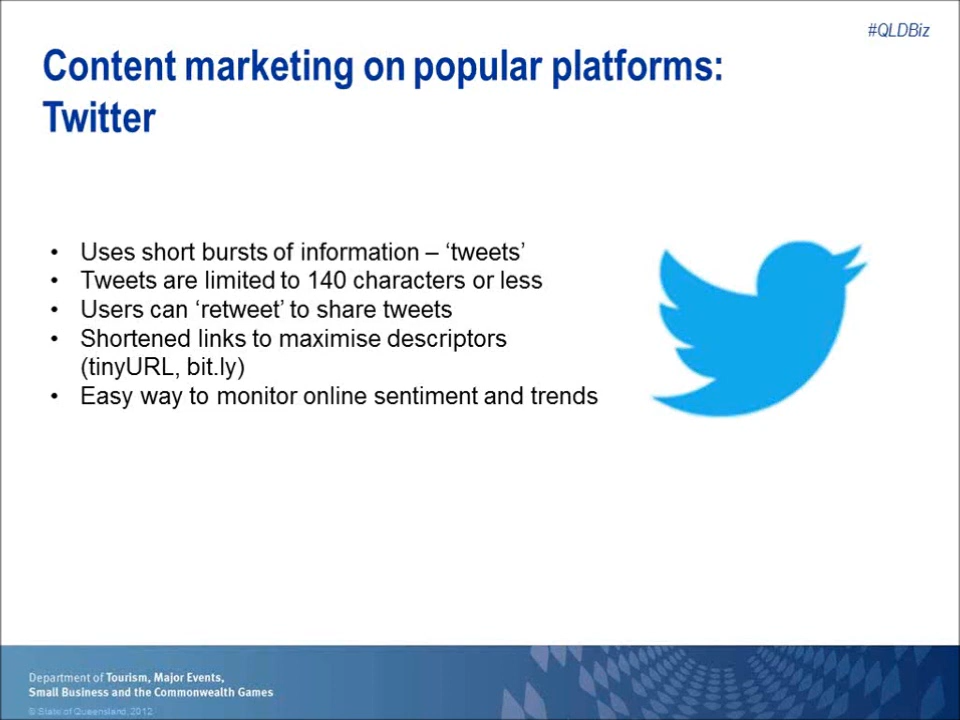 #QLDBiz
Content marketing on popular platforms:
Twitter
• Uses short bursts of information – ‘tweets’
• Tweets are limited to 140 characters or less
• Users can ‘retweet’ to share tweets
• Shortened links to maximise descriptors
(tinyURL, bit.ly)
• Easy way to monitor online sentiment and trends
Department of Tourism, Major Events,
Small Business and the Commonwealth Games
© State of Queensland, 2012